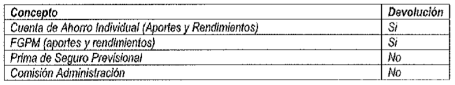 Concepto Devolución
Cuenta de Ahorro Individual (Aportes y Rendimientos) Si
FGPM (aportes y rendimientos) Si
Prima de Seguro Previsional No
Comisión Administración No